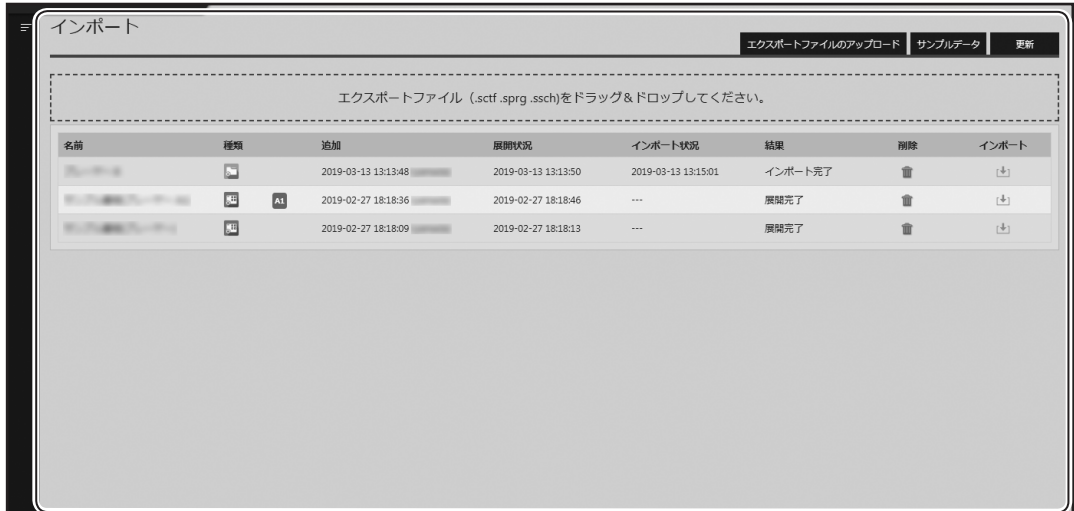 インポート
エクスポートファイルのアップロード サンプルデータ 更新
エクスポートファイル（.sctf .sprg .ssch)をドラッグ＆ドロップしてください。
名前 種類 追加 展開状況 インポート状況 結果 削除 インポート
2019-03-13 13:13:48 2019-03-13 13:13:50 2019-03-13 13:15:01 インポート完了
A1 2019-02-27 18:18:36 2019-02-27 18:18:46 --- 展開完了
2019-02-27 18:18:09 2019-02-27 18:18:13 --- 展開完了